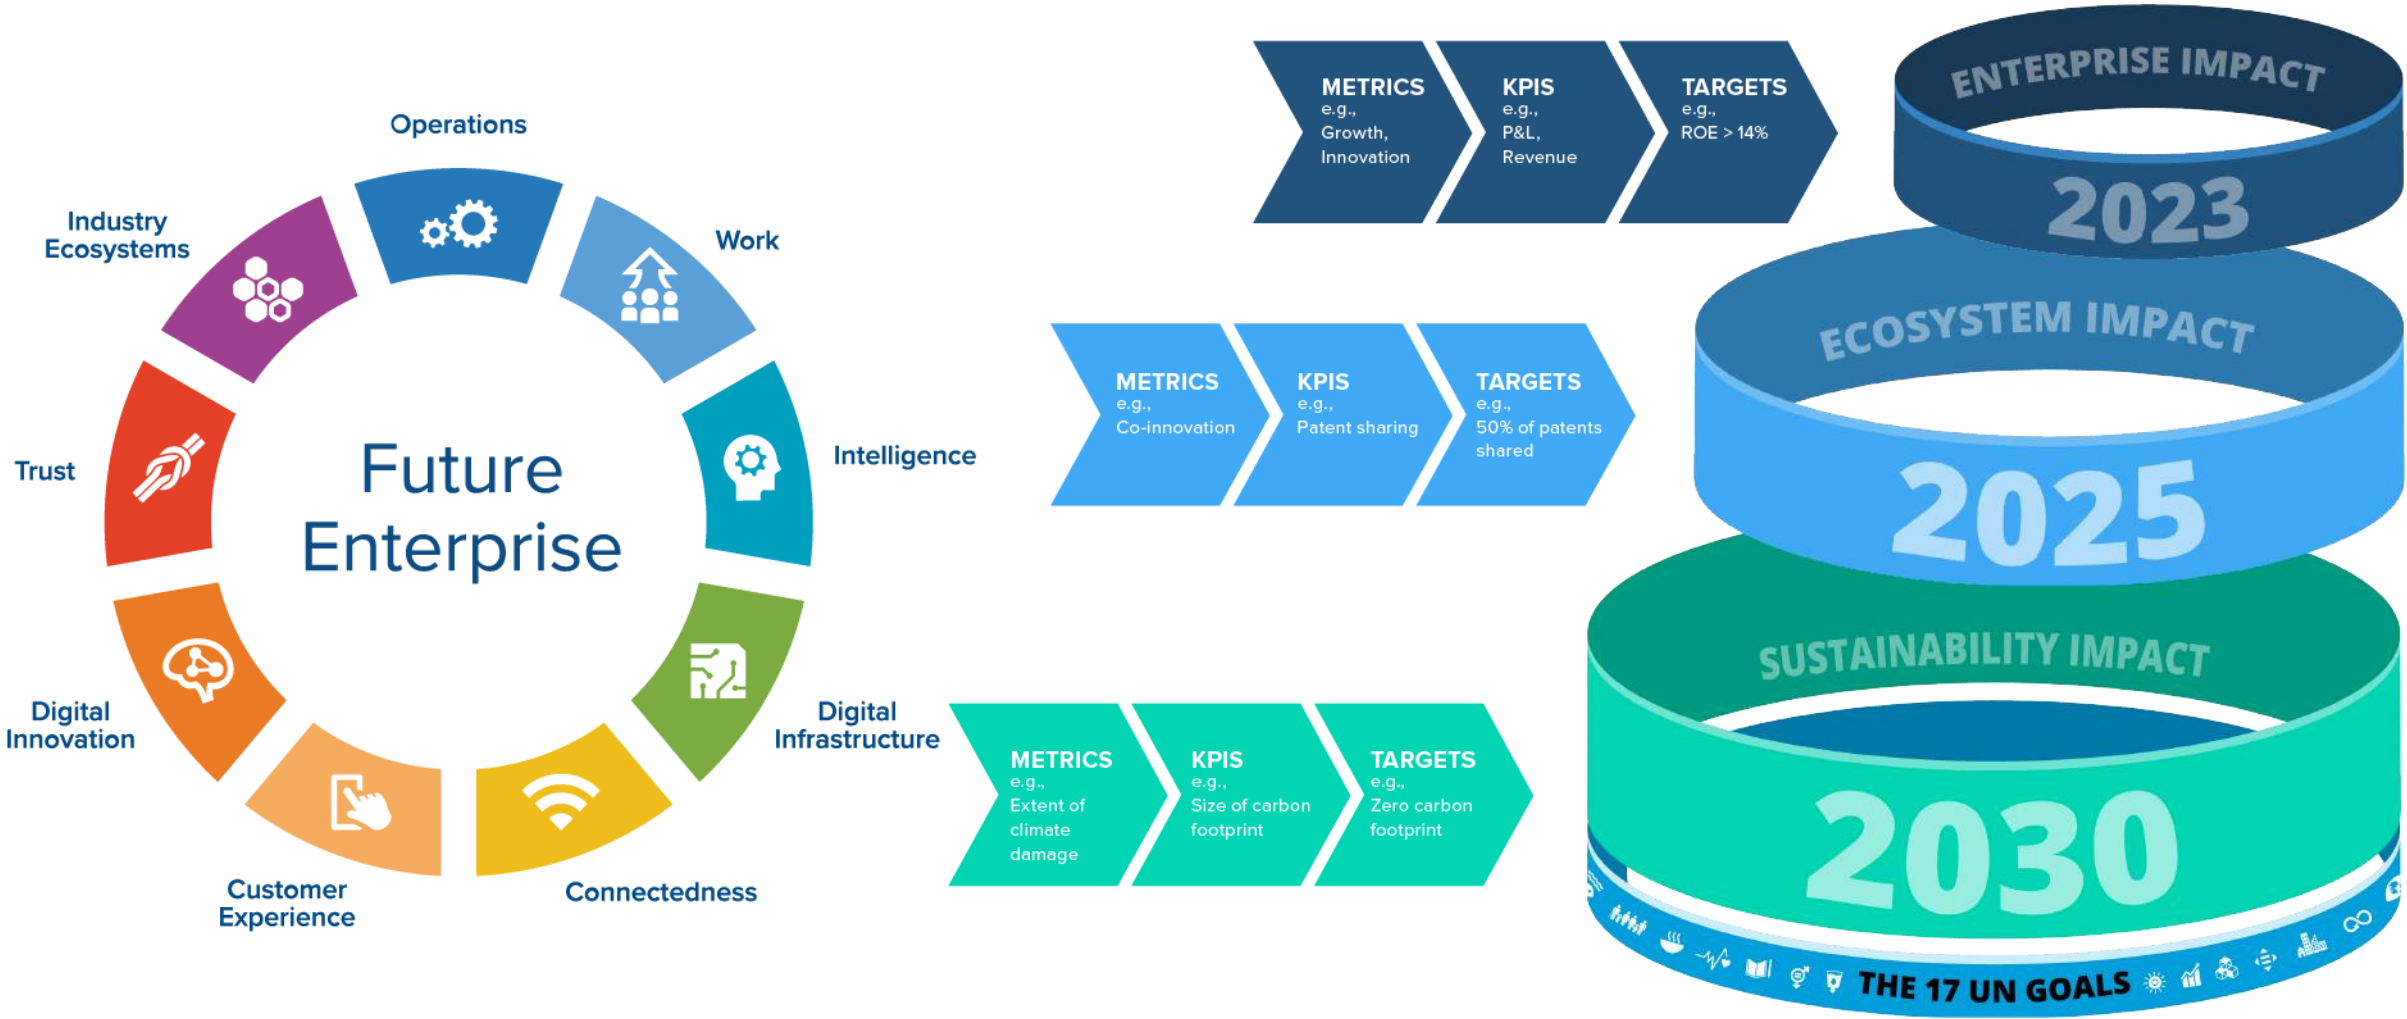 Operations
Industry
Ecosystems
Work
Trust
Intelligence
Future
Enterprise
Digital
Innovation
Digital
Infrastructure
Customer
Experience
Connectedness
METRICS
e.g.,
Growth,
Innovation
KPIS
e.g.,
P&L,
Revenue
TARGETS
e.g.,
ROE > 14%
ENTERPRISE IMPACT
2023
METRICS
e.g.,
Co-innovation
KPIS
e.g.,
Patent sharing
TARGETS
e.g.,
50% of patents
shared
ECOSYSTEM IMPACT
2025
METRICS
e.g.,
Extent of
climate
damage
KPIS
e.g.,
Size of carbon
footprint
TARGETS
e.g.,
Zero carbon
footprint
SUSTAINABILITY IMPACT
2030
THE 17 UN GOALS